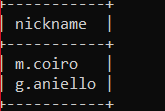 +-----------+
| nickname  |
+-----------+
| m.coiro   |
| g.aniello |
+-----------+